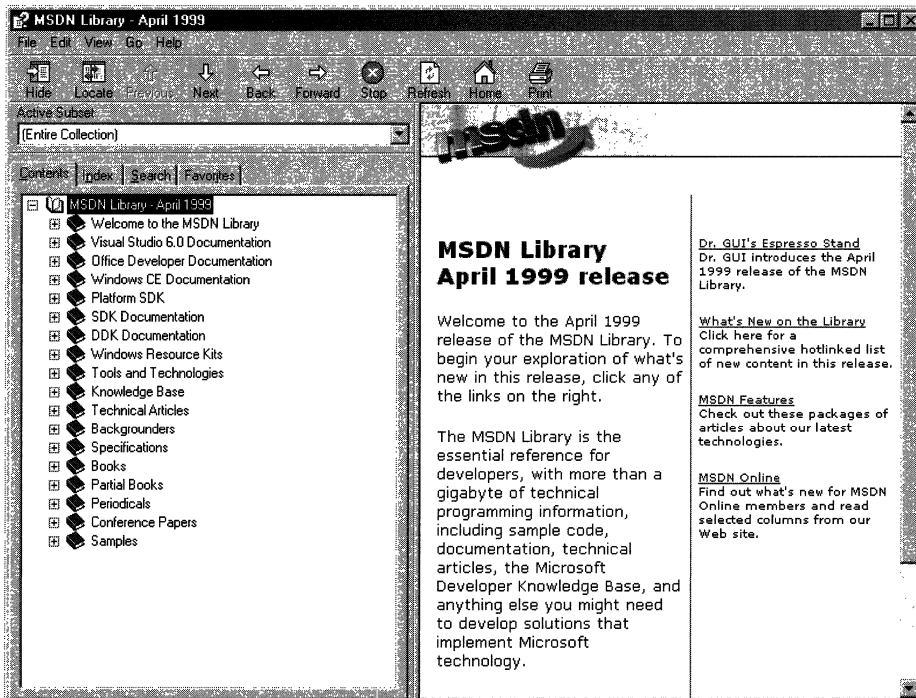 MSDN Library - April 1999
File Edit View Go Help
Hide Locate Previous Next Back Forward Stop Refresh Home Print
Active Subset
(Entire Collection)
Contents Index Search Favorites
MSDN Library - April 1999
Welcome to the MSDN Library
Visual Studio 6.0 Documentation
Office Developer Documentation
Windows CE Documentation
Platform SDK
SDK Documentation
DDK Documentation
Windows Resource Kits
Tools and Technologies
Knowledge Base
Technical Articles
Backgrounders
Specifications
Books
Partial Books
Periodicals
Conference Papers
Samples
msdn
MSDN Library
April 1999 release
Welcome to the April 1999
release of the MSDN Library. To
begin your exploration of what's
new in this release, click any of
the links on the right.
The MSDN Library is the
essential reference for
developers, with more than a
gigabyte of technical
programming information,
including sample code,
documentation, technical
articles, the Microsoft
Developer Knowledge Base, and
anything else you might need
to develop solutions that
implement Microsoft
technology.
Dr. GUI's Espresso Stand
Dr. GUI introduces the April
1999 release of the MSDN
Library.
What's New on the Library
Click here for a
comprehensive hotlinked list
of new content in this release.
MSDN Features
Check out these packages of
articles about our latest
technologies.
MSDN Online
Find out what's new for MSDN
Online members and read
selected columns from our
Web site.